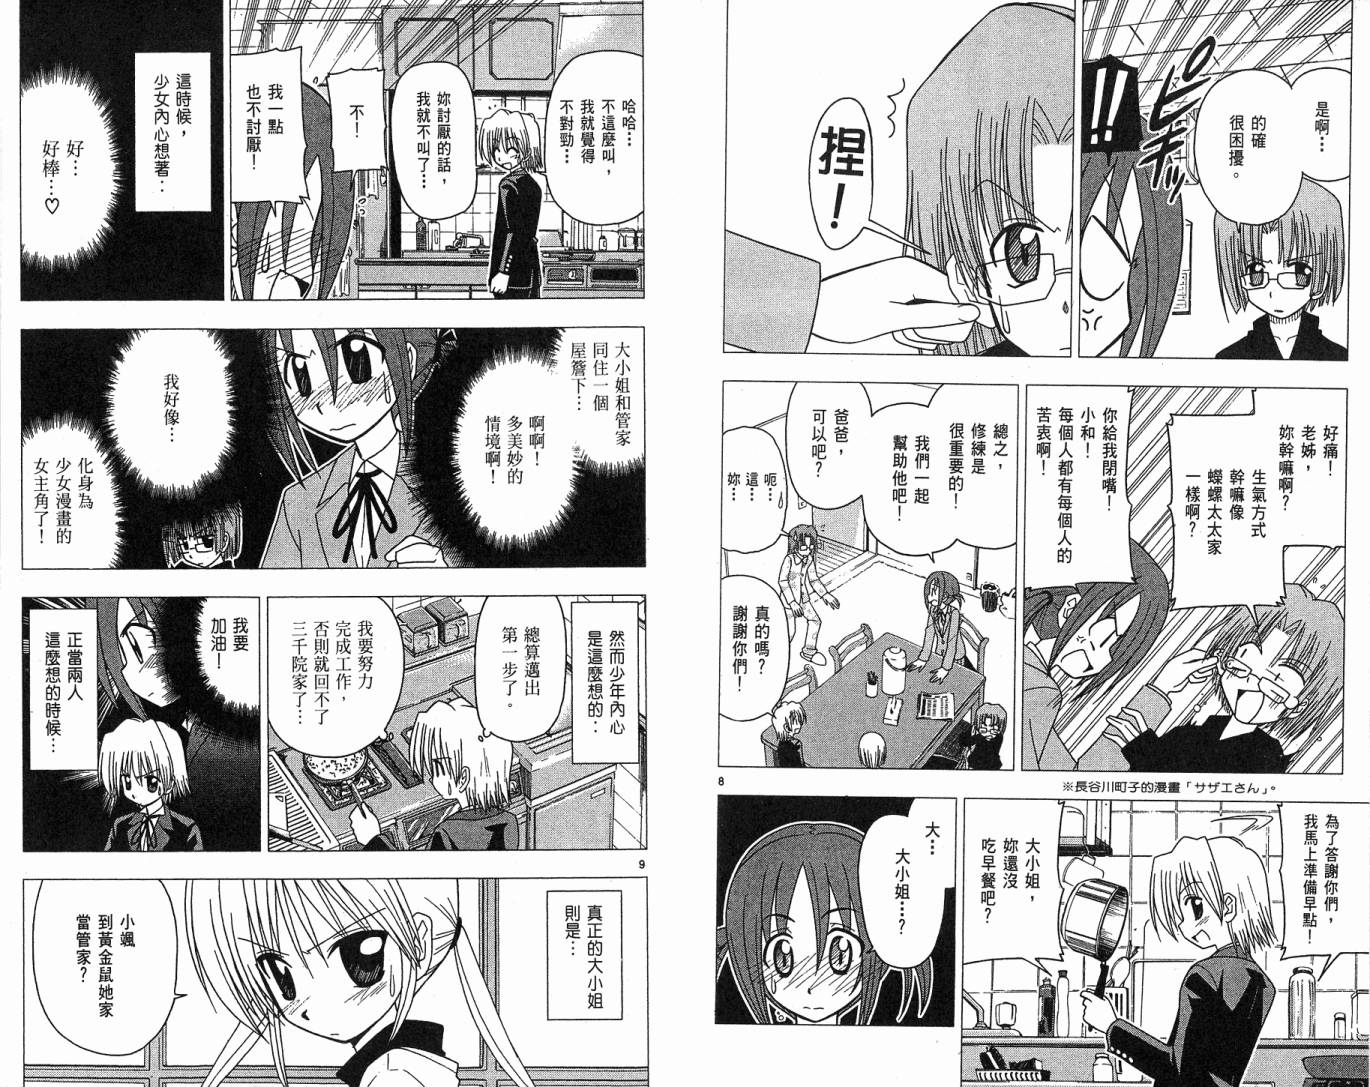 是啊…
的確
很困擾。
ピキッ
!!
捏！
好痛！
老姊，
妳幹嘛啊？
生氣方式
幹嘛像
蠑螺太太家
一樣啊？
你給我閉嘴！
小和！
每個人都有每個人的
苦衷啊！
總之，
修練是
很重要的！
我們一起
幫助他吧！
爸爸，
可以吧？
呃…
這…
妳…
真的嗎？
謝謝你們！
8
※長谷川町子的漫畫「サザエさん」。
為了答謝你們，
我馬上準備早點！
大小姐，
妳還沒
吃早餐吧？
大…
大小姐…？
哈哈…
不這麼叫，
我就覺得
不對勁…
妳討厭的話，
我就不叫了…
不！
我一點
也不討厭！
這時候，
少女內心想著…
好…
好棒…♡
大小姐和管家
同住一個
屋簷下…
啊啊！
多美妙的
情境啊！
我好像…
化身為
少女漫畫的
女主角了！
然而少年內心
是這麼想的…
總算邁出
第一步了。
我要努力
完成工作，
否則就回不了
三千院家了…
我要
加油！
正當兩人
這麼想的時候…
9
真正的大小姐
則是…
小颯
到黃金鼠她家
當管家？